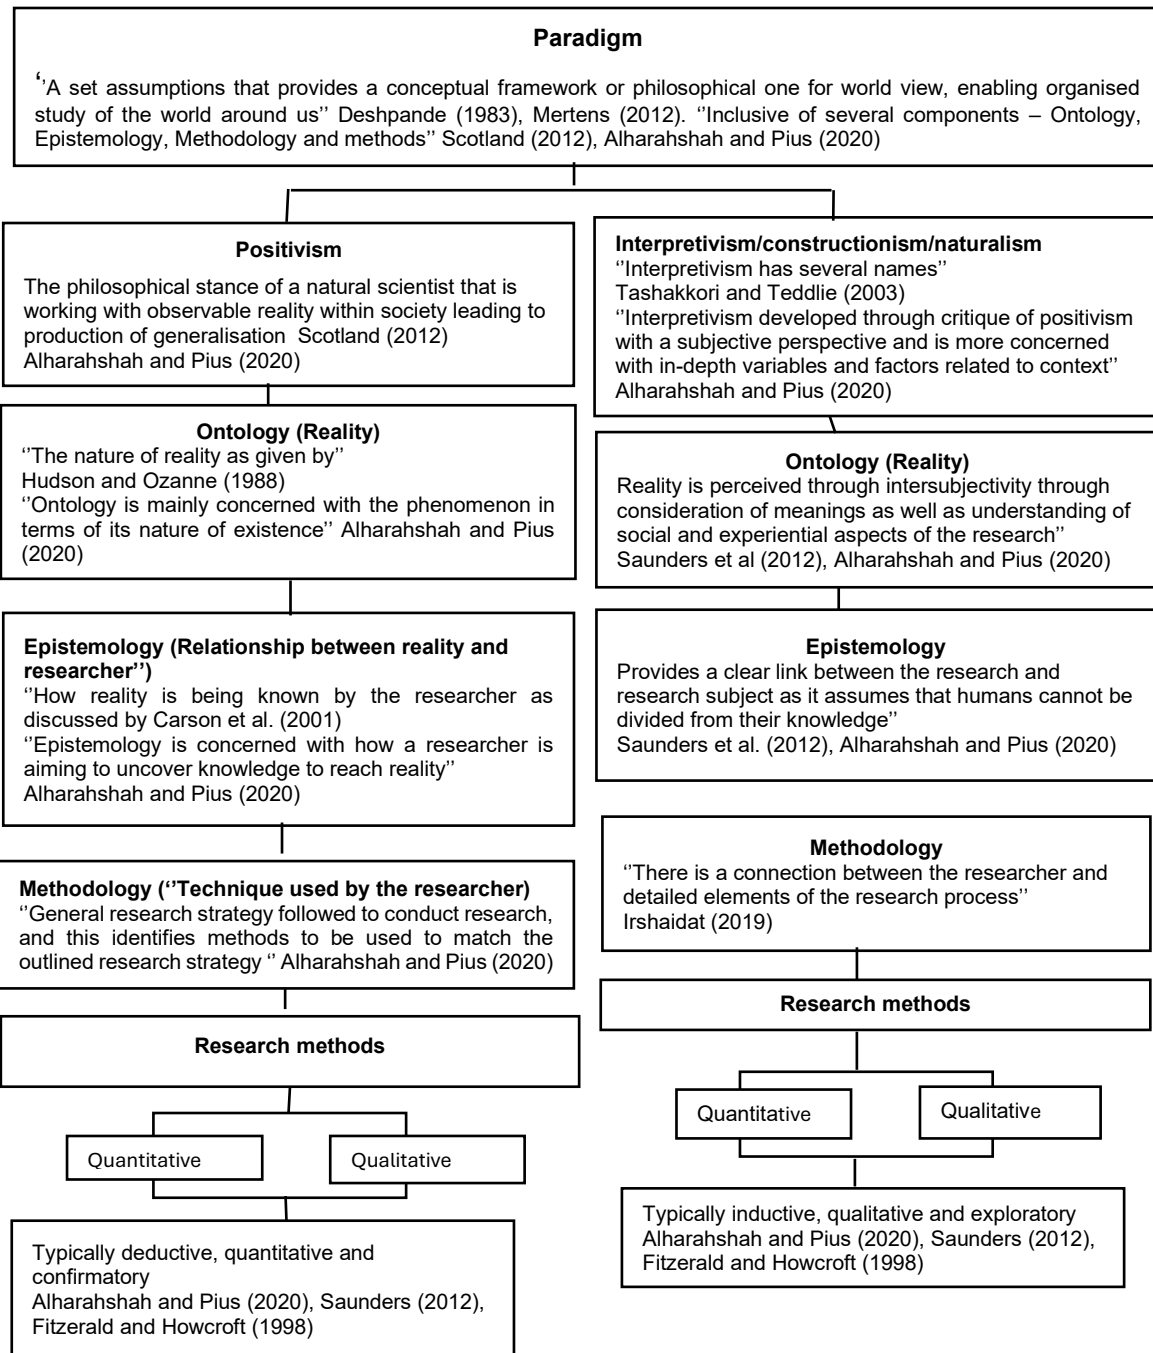 Paradigm
‘’A set assumptions that provides a conceptual framework or philosophical one for world view, enabling organised
study of the world around us’’ Deshpande (1983), Mertens (2012). ‘’Inclusive of several components – Ontology,
Epistemology, Methodology and methods’’ Scotland (2012), Alharahshah and Pius (2020)
Positivism
The philosophical stance of a natural scientist that is
working with observable reality within society leading to
production of generalisation Scotland (2012)
Alharahshah and Pius (2020)
Ontology (Reality)
‘’The nature of reality as given by’’
Hudson and Ozanne (1988)
‘’Ontology is mainly concerned with the phenomenon in
terms of its nature of existence’’ Alharahshah and Pius
(2020)
Epistemology (Relationship between reality and
researcher’’)
‘’How reality is being known by the researcher as
discussed by Carson et al. (2001)
‘’Epistemology is concerned with how a researcher is
aiming to uncover knowledge to reach reality’’
Alharahshah and Pius (2020)
Methodology (‘’Technique used by the researcher)
‘’General research strategy followed to conduct research,
and this identifies methods to be used to match the
outlined research strategy ‘’ Alharahshah and Pius (2020)
Research methods
Quantitative
Qualitative
Typically deductive, quantitative and
confirmatory
Alharahshah and Pius (2020), Saunders (2012),
Fitzerald and Howcroft (1998)
Interpretivism/constructionism/naturalism
‘’Interpretivism has several names’’
Tashakkori and Teddlie (2003)
‘’Interpretivism developed through critique of positivism
with a subjective perspective and is more concerned
with in-depth variables and factors related to context’’
Alharahshah and Pius (2020)
Ontology (Reality)
Reality is perceived through intersubjectivity through
consideration of meanings as well as understanding of
social and experiential aspects of the research’’
Saunders et al (2012), Alharahshah and Pius (2020)
Epistemology
Provides a clear link between the research and
research subject as it assumes that humans cannot be
divided from their knowledge’’
Saunders et al. (2012), Alharahshah and Pius (2020)
Methodology
‘’There is a connection between the researcher and
detailed elements of the research process’’
Irshaidat (2019)
Research methods
Quantitative
Qualitative
Typically inductive, qualitative and exploratory
Alharahshah and Pius (2020), Saunders (2012),
Fitzerald and Howcroft (1998)